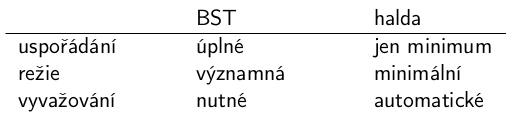 BST halda
uspořádání úplné jen minimum
režie významná minimální
vyvažování nutné automatické